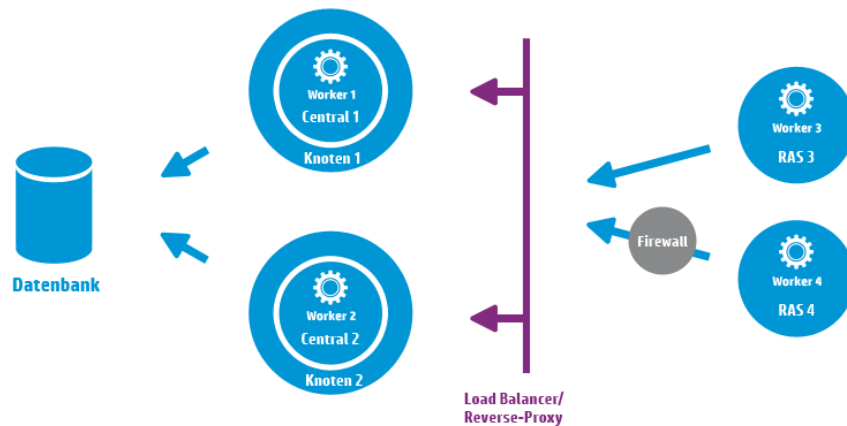 Worker 1
Central 1
Knoten 1
Datenbank
Worker 2
Central 2
Knoten 2
Load Balancer/
Reverse-Proxy
Worker 3
RAS 3
Firewall
Worker 4
RAS 4